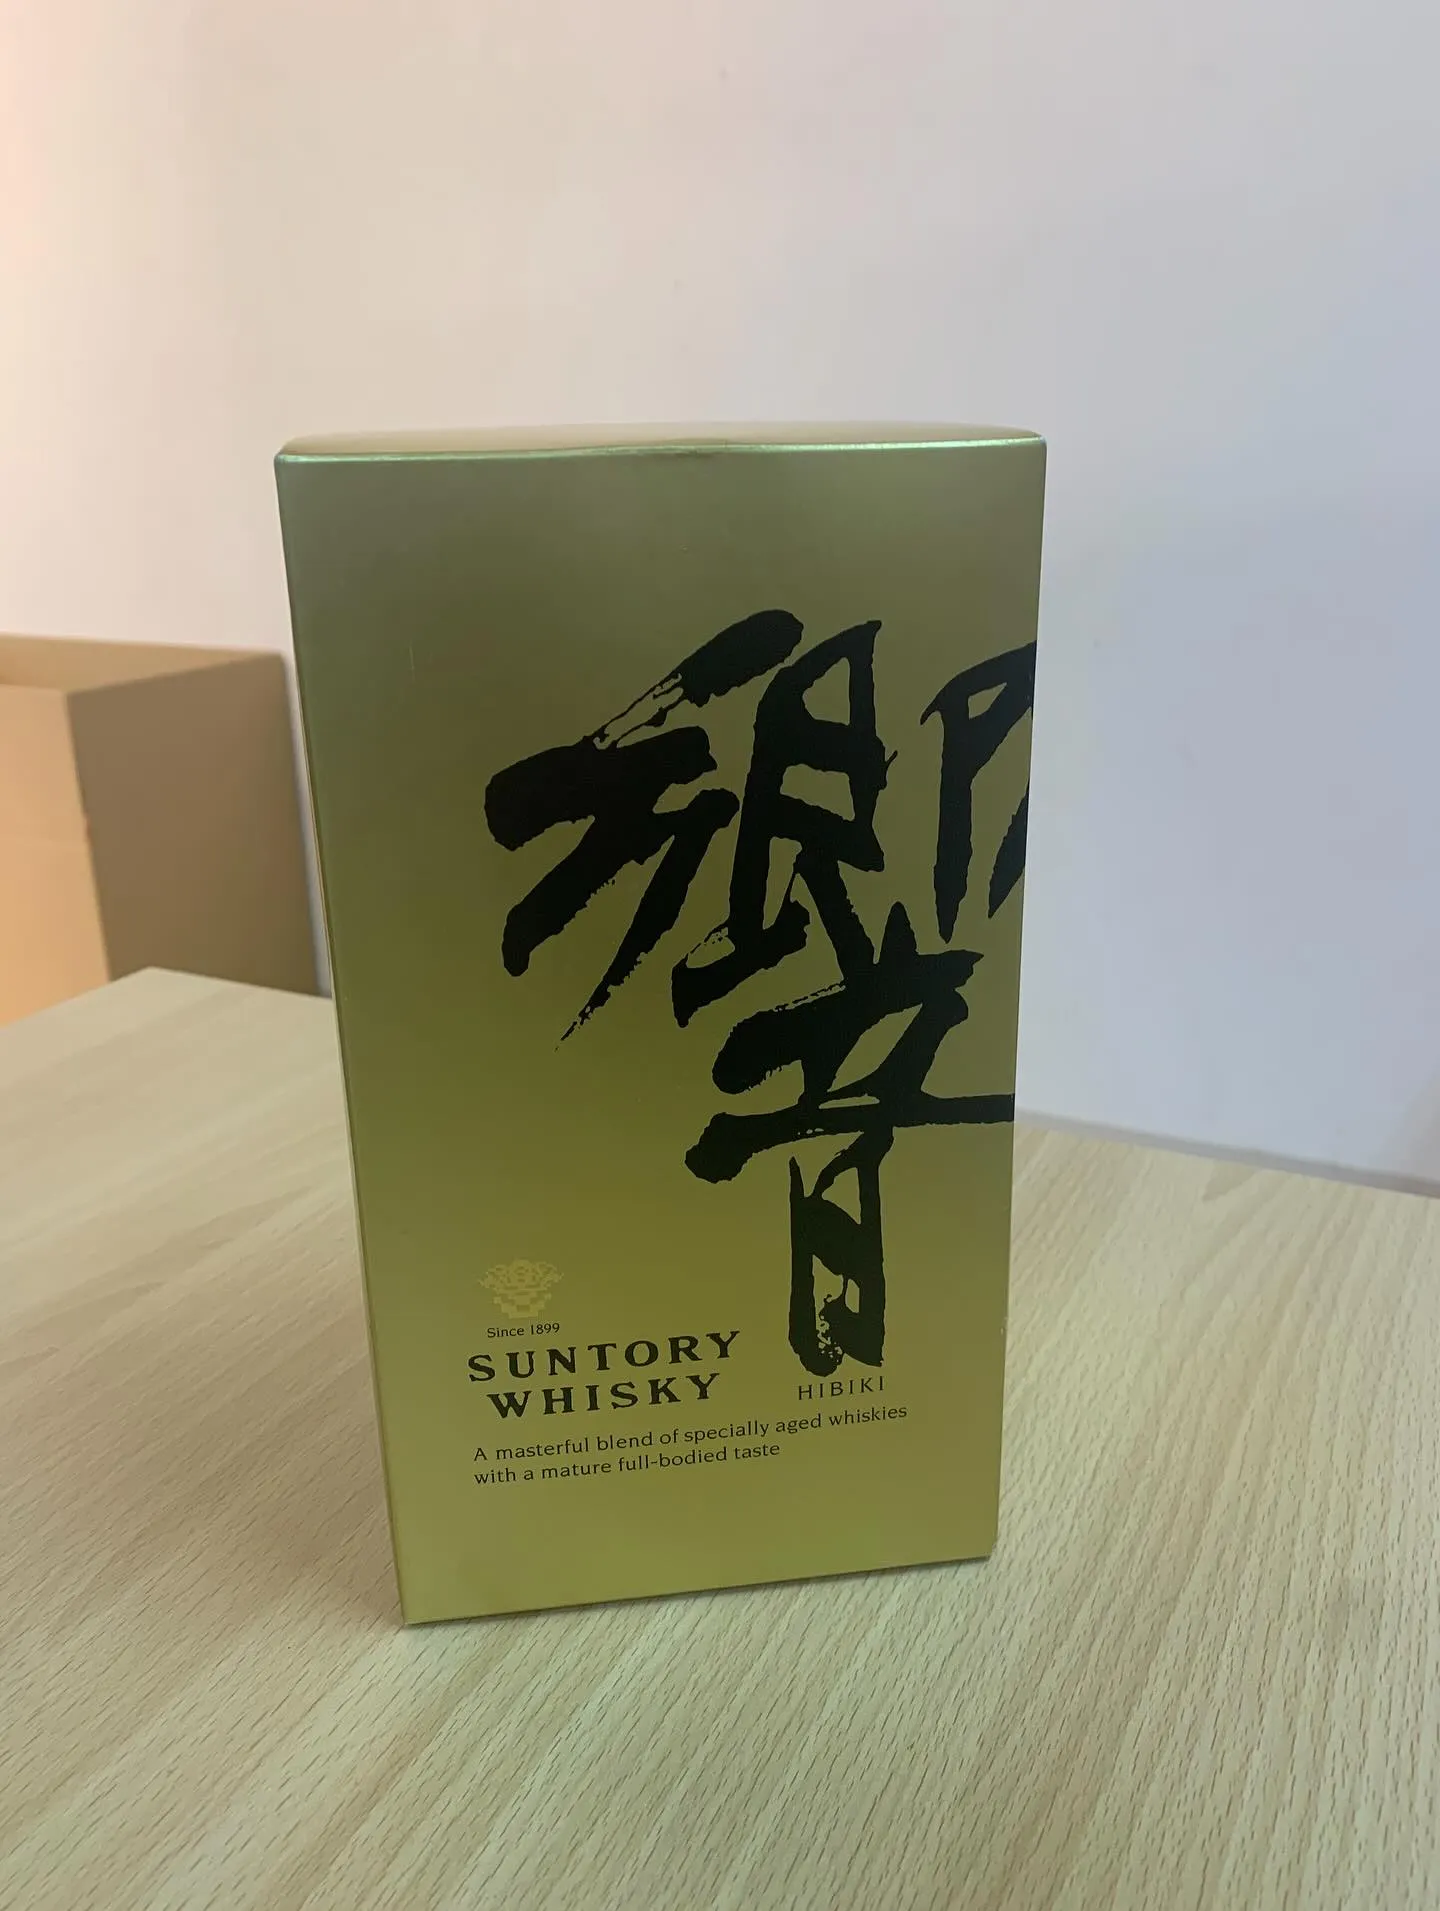 響
Since 1899
SUNTORY
WHISKY
HIBIKI
A masterful blend of specially aged whiskies
with a mature full-bodied taste